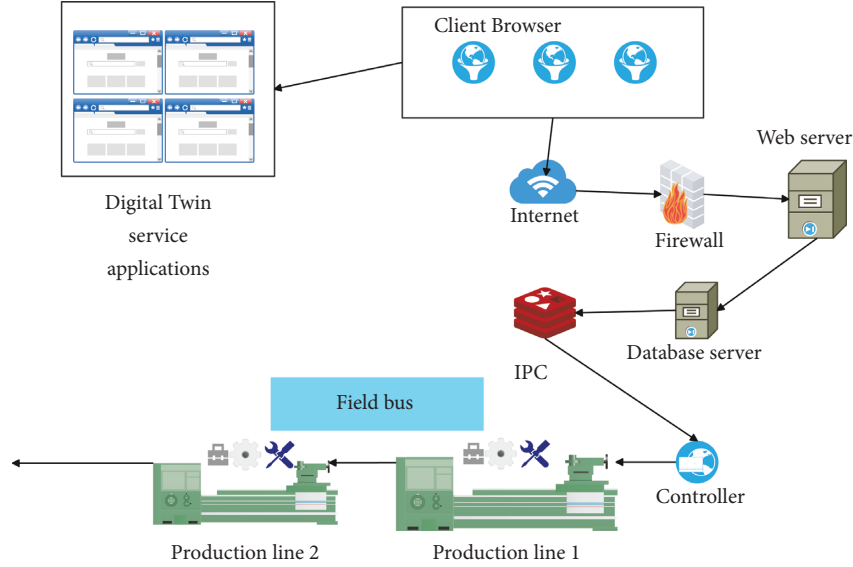 Client Browser
Digital Twin
service
applications
Internet
Firewall
Web server
Database server
IPC
Field bus
Controller
Production line 2
Production line 1